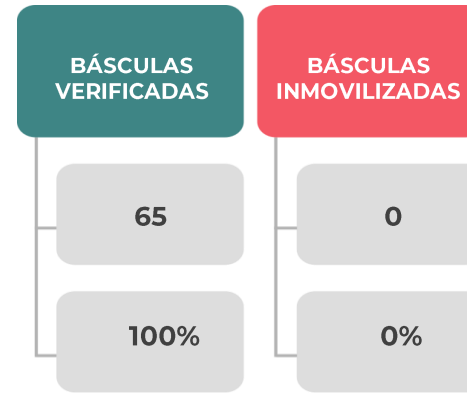 BÁSCULAS
VERIFICADAS
65
100%
BÁSCULAS
INMOVILIZADAS
0
0%